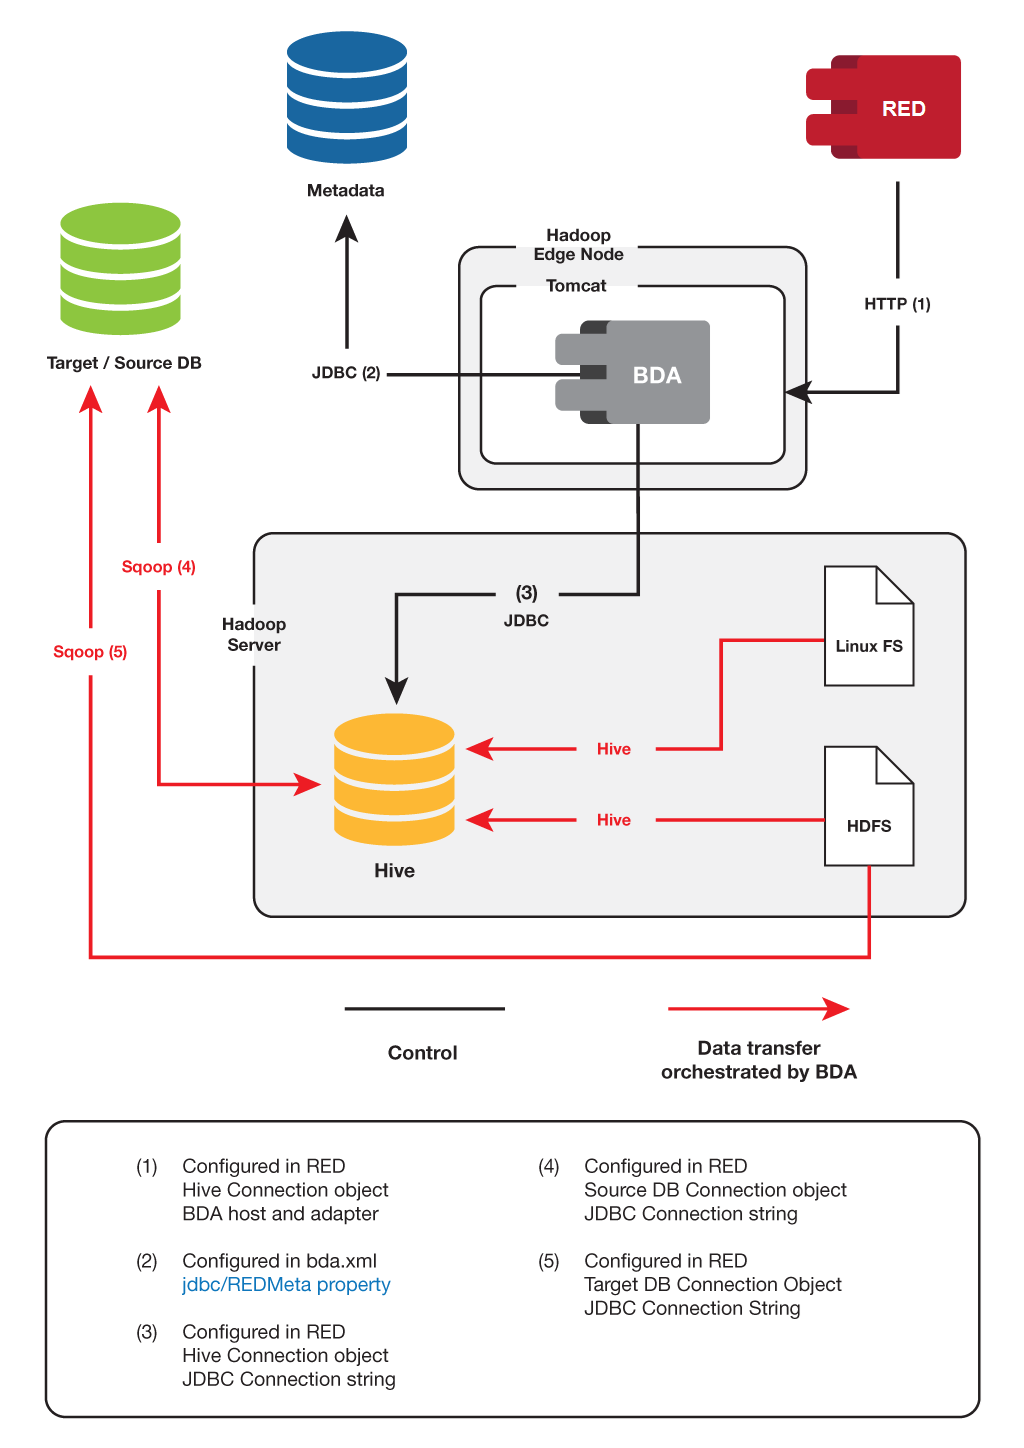 RED
Metadata
Hadoop
Edge Node
Tomcat
HTTP (1)
Target / Source DB
JDBC (2)
BDA
Sqoop (4)
(3)
JDBC
Hadoop
Server
Linux FS
Sqoop (5)
Hive
Hive
HDFS
Hive
Control
Data transfer
orchestrated by BDA
(1) Configured in RED
Hive Connection object
BDA host and adapter
(2) Configured in bda.xml
jdbc/REDMeta property
(3) Configured in RED
Hive Connection object
JDBC Connection string
(4) Configured in RED
Source DB Connection object
JDBC Connection string
(5) Configured in RED
Target DB Connection Object
JDBC Connection String